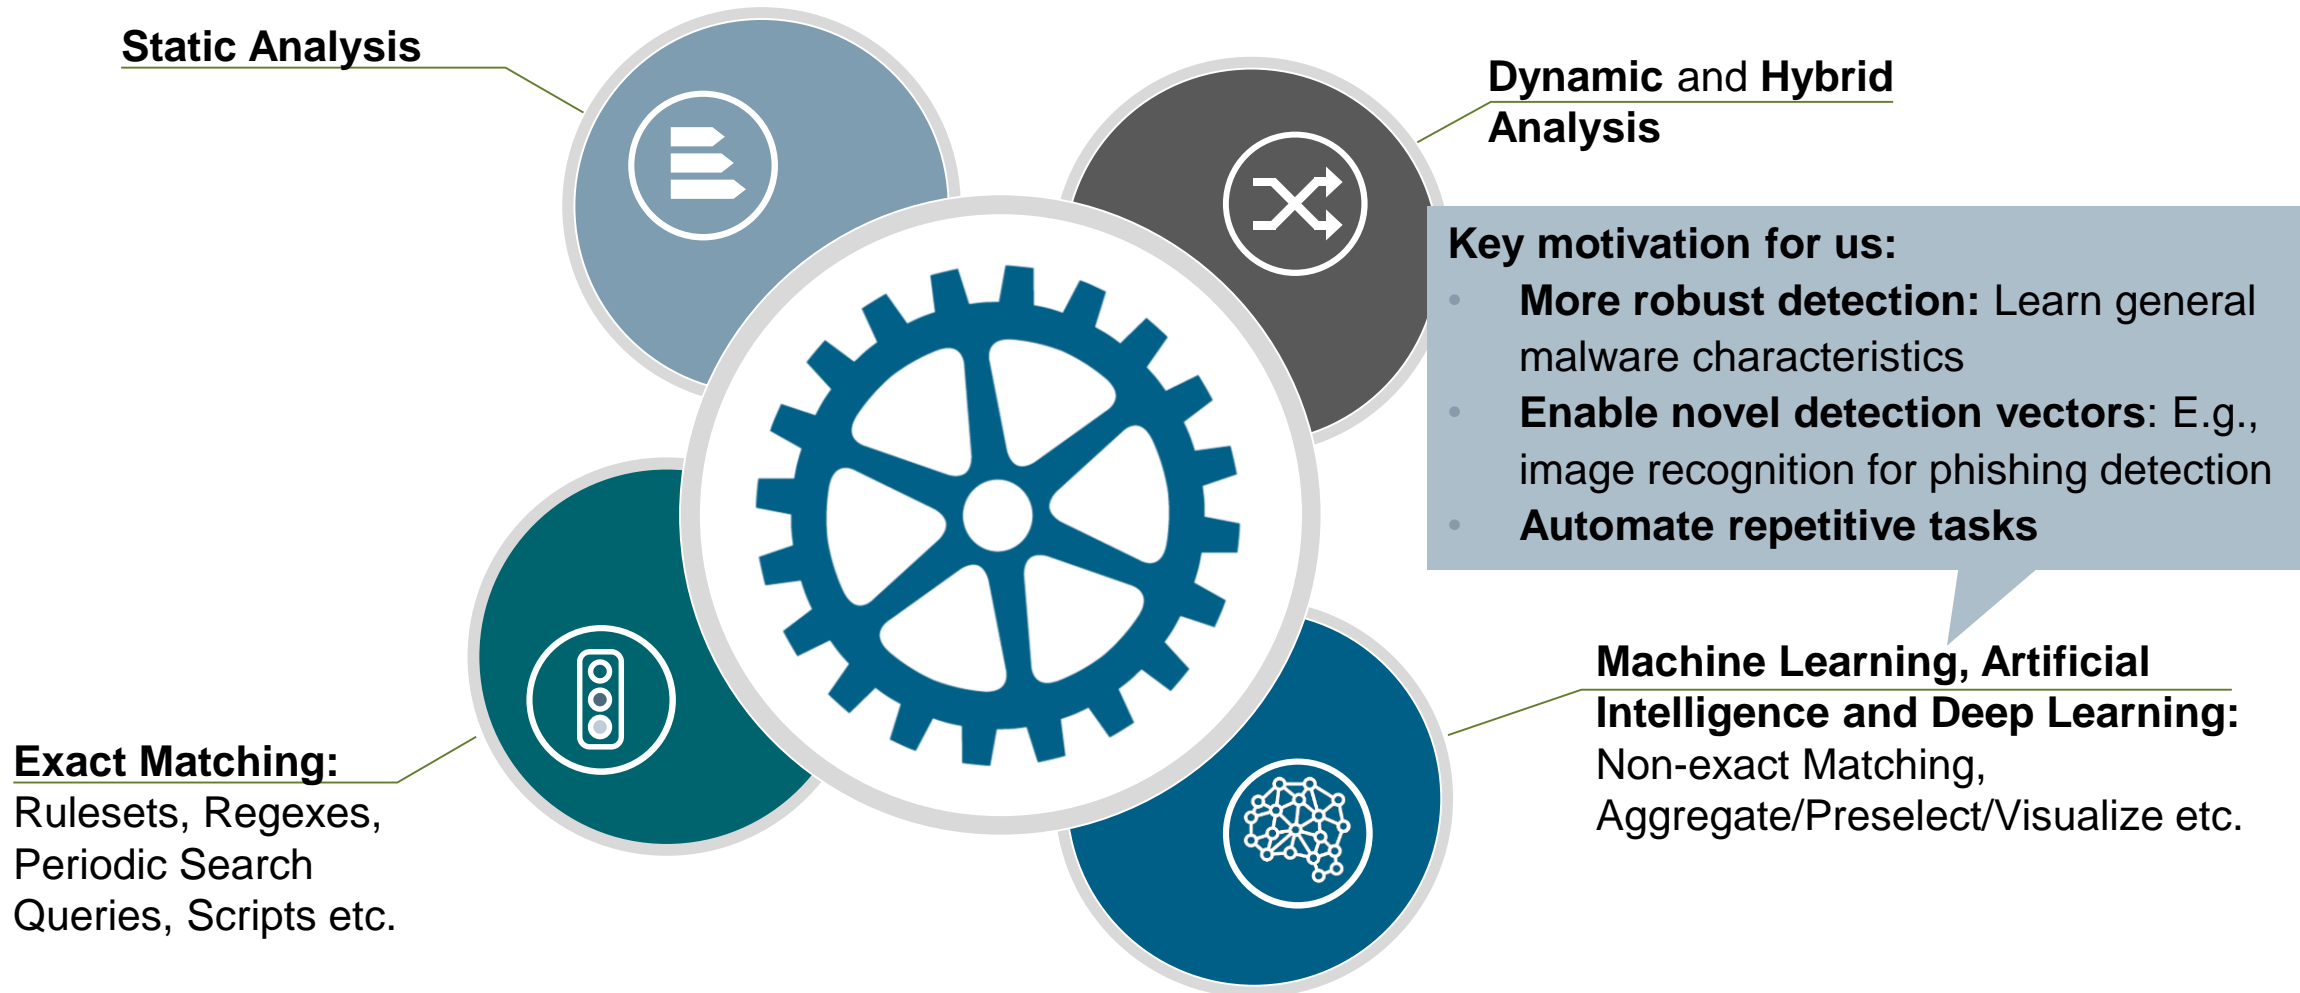 Static Analysis
Dynamic and Hybrid
Analysis
Key motivation for us:
• More robust detection: Learn general
malware characteristics
• Enable novel detection vectors: E.g.,
image recognition for phishing detection
• Automate repetitive tasks
Exact Matching:
Rulesets, Regexes,
Periodic Search
Queries, Scripts etc.
Machine Learning, Artificial
Intelligence and Deep Learning:
Non-exact Matching,
Aggregate/Preselect/Visualize etc.